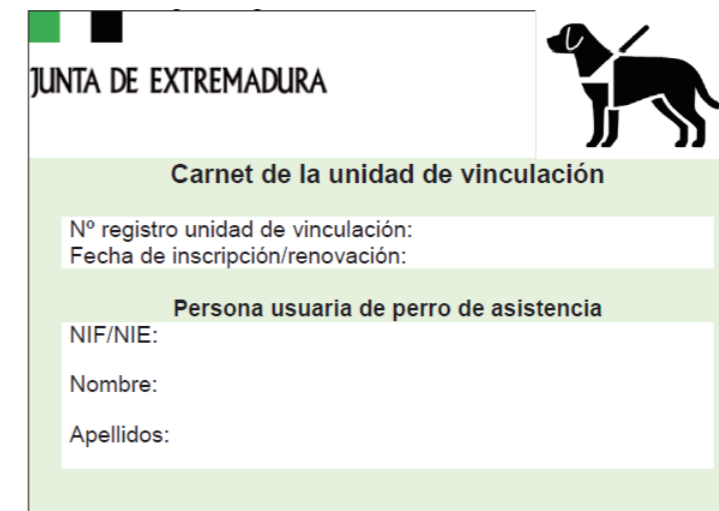 JUNTA DE EXTREMADURA
Carnet de la unidad de vinculación
Nº registro unidad de vinculación:
Fecha de inscripción/renovación:
Persona usuaria de perro de asistencia
NIF/NIE:
Nombre:
Apellidos: